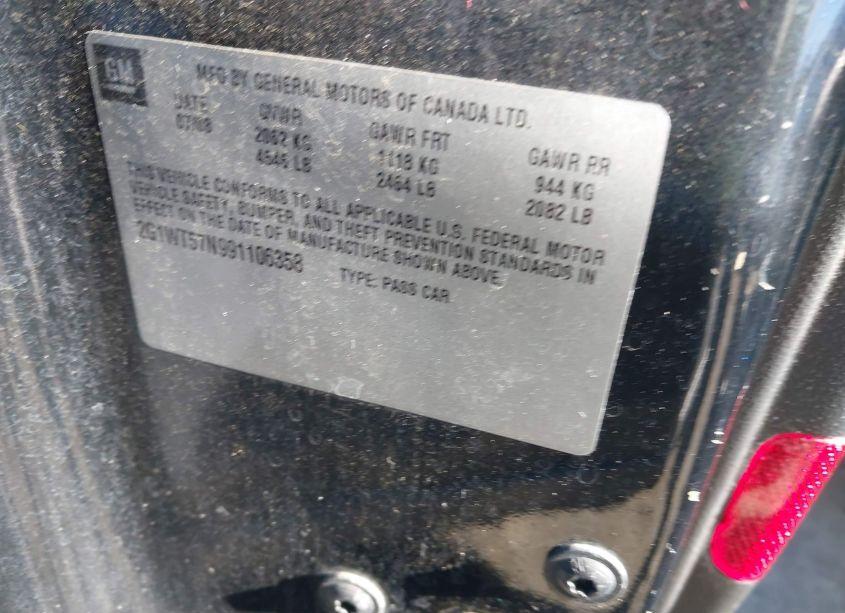 GM
MFG BY GENERAL MOTORS OF CANADA LTD.
DATE GVWR GAWR FRT GAWR RR
07/08 2062 KG 1118 KG 944 KG
4546 LB 2464 LB 2082 LB
THIS VEHICLE CONFORMS TO ALL APPLICABLE U.S. FEDERAL MOTOR
VEHICLE SAFETY, BUMPER, AND THEFT PREVENTION STANDARDS IN
EFFECT ON THE DATE OF MANUFACTURE SHOWN ABOVE.
2G1WT57N991106358 TYPE: PASS CAR